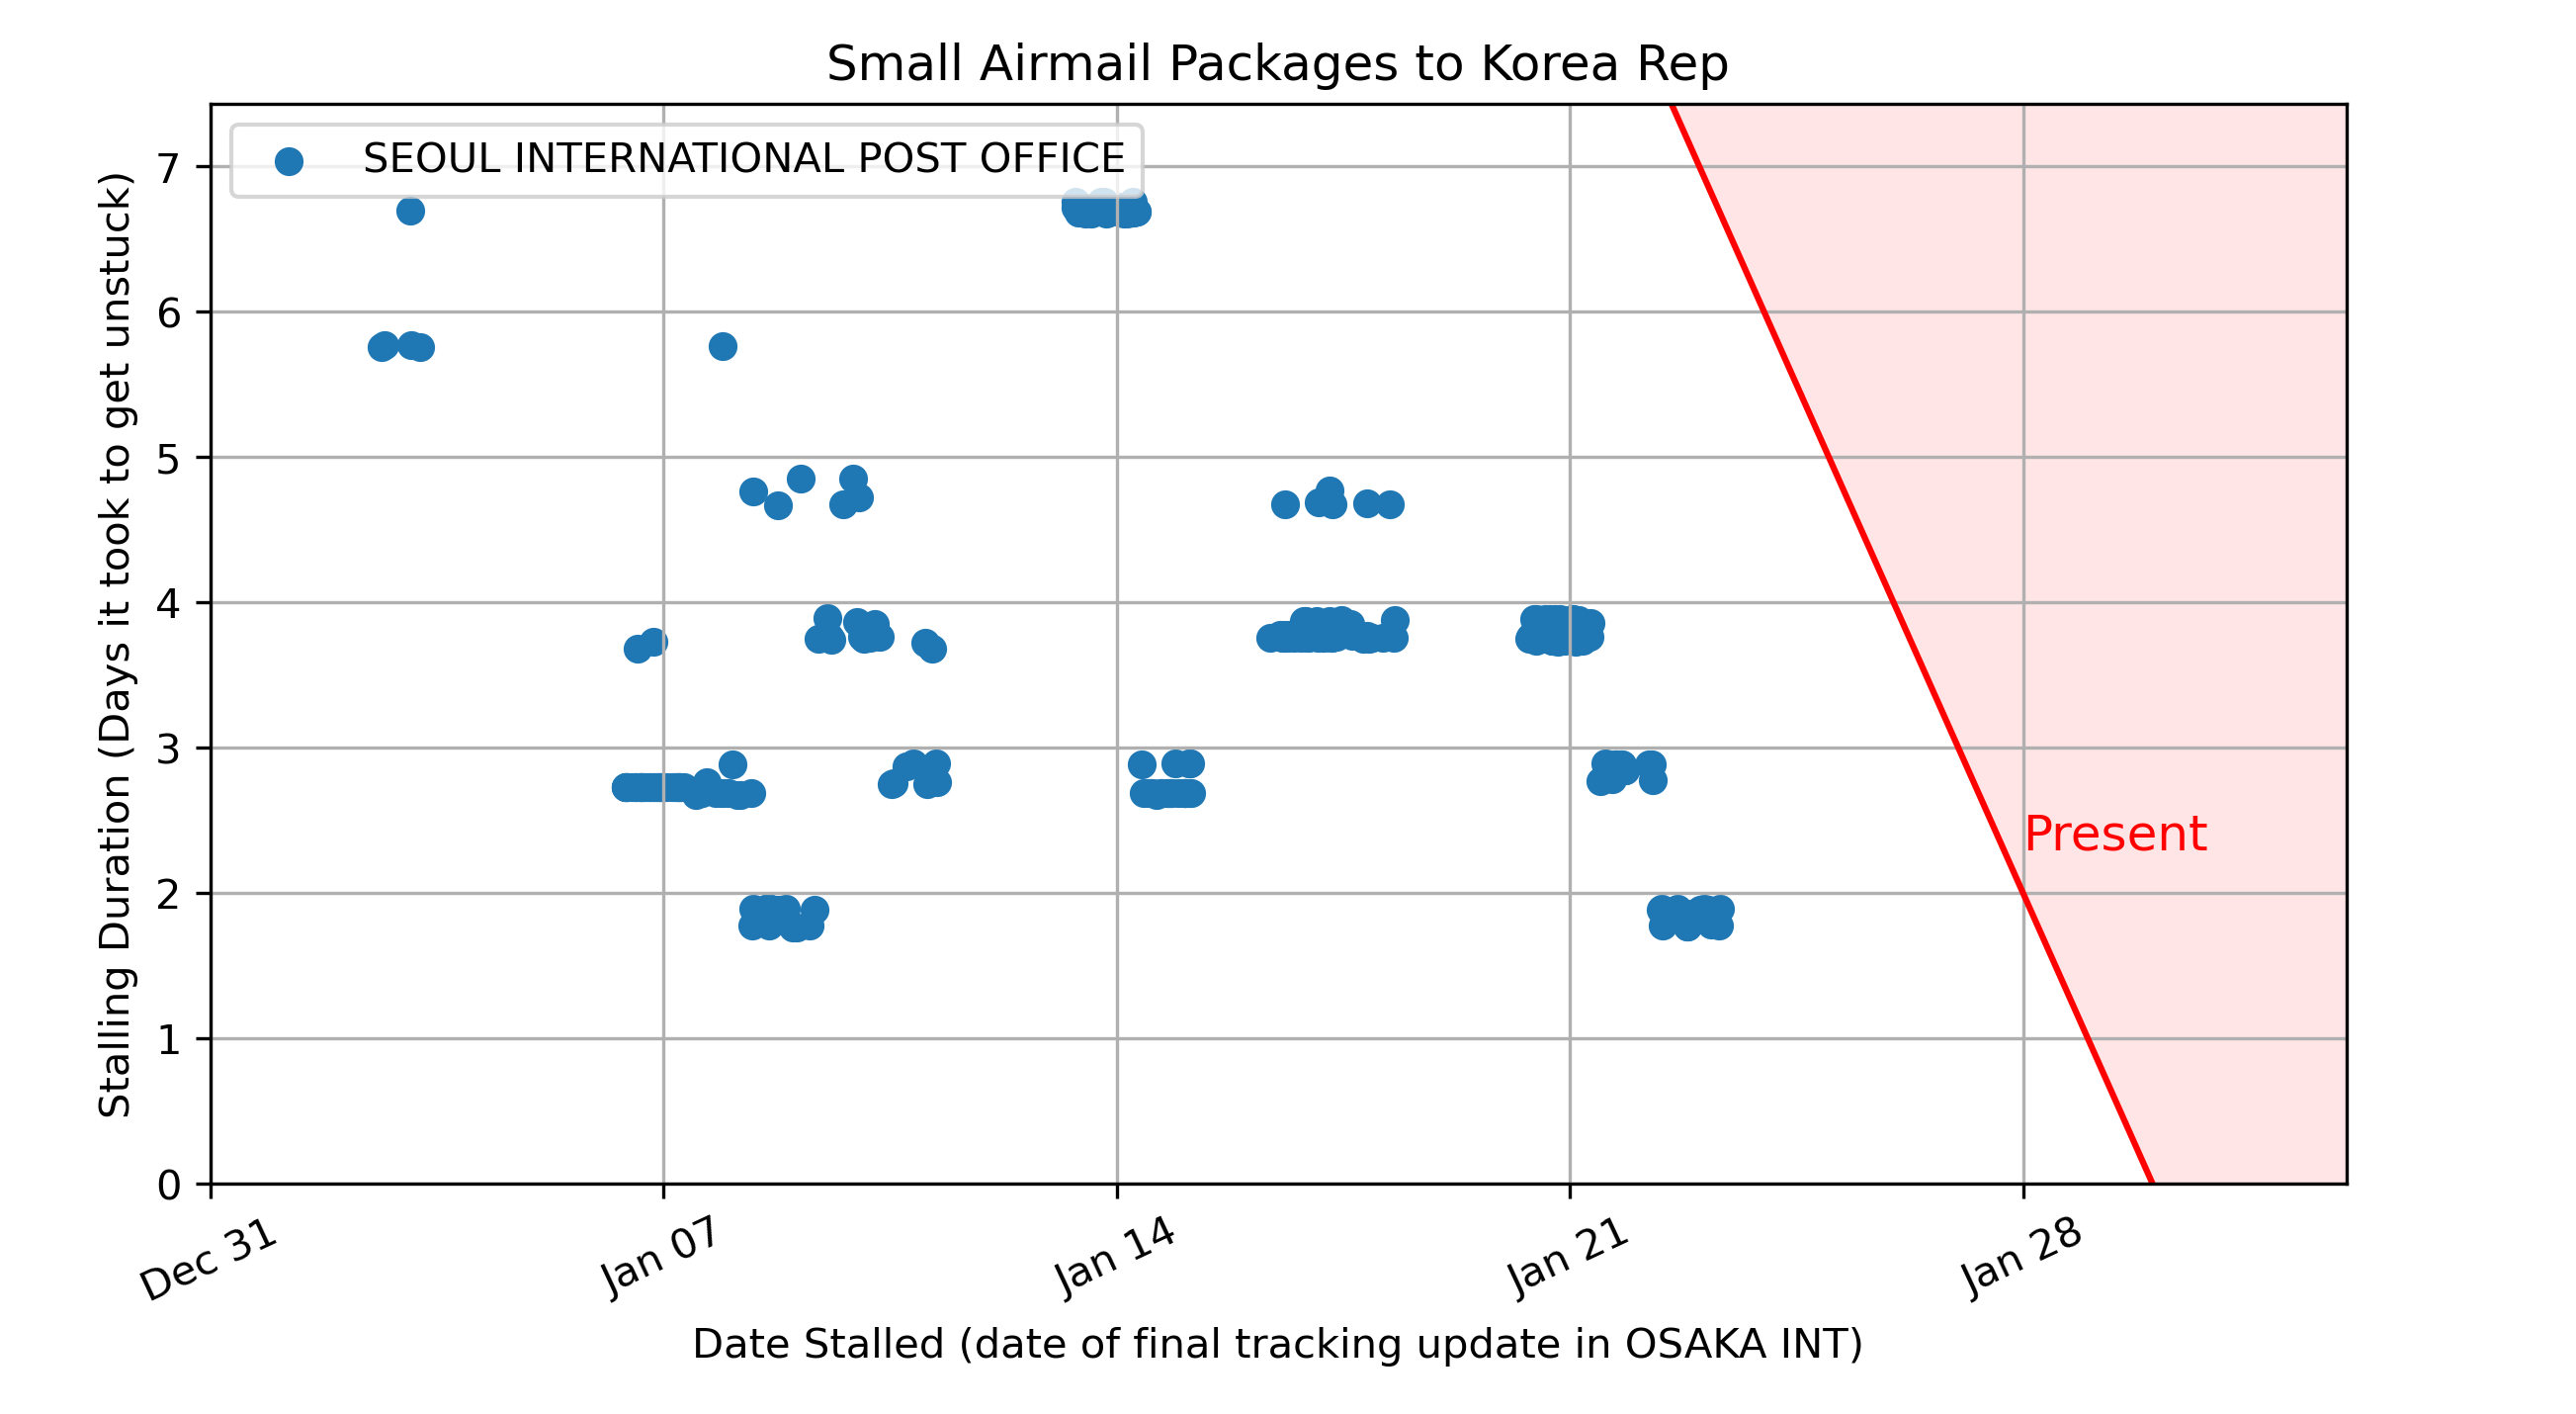 Small Airmail Packages to Korea Rep
SEOUL INTERNATIONAL POST OFFICE
Stalling Duration (Days it took to get unstuck)
7
6
5
4
3
2
1
0
Present
Dec 31
Jan 07
Jan 14
Jan 21
Jan 28
Date Stalled (date of final tracking update in OSAKA INT)